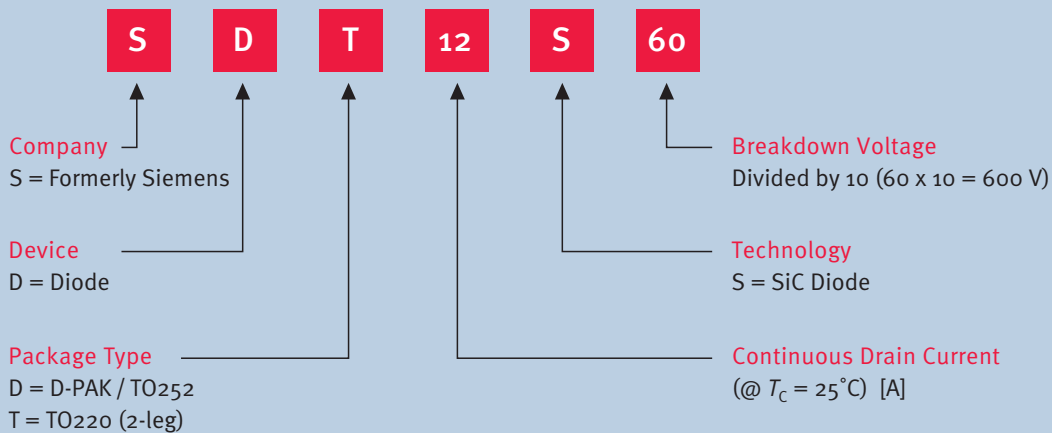 S D T 12 S 60
Company
S = Formerly Siemens
Device
D = Diode
Package Type
D = D-PAK / TO252
T = TO220 (2-leg)
Breakdown Voltage
Divided by 10 (60 x 10 = 600 V)
Technology
S = SiC Diode
Continuous Drain Current
(@ T_C = 25°C) [A]